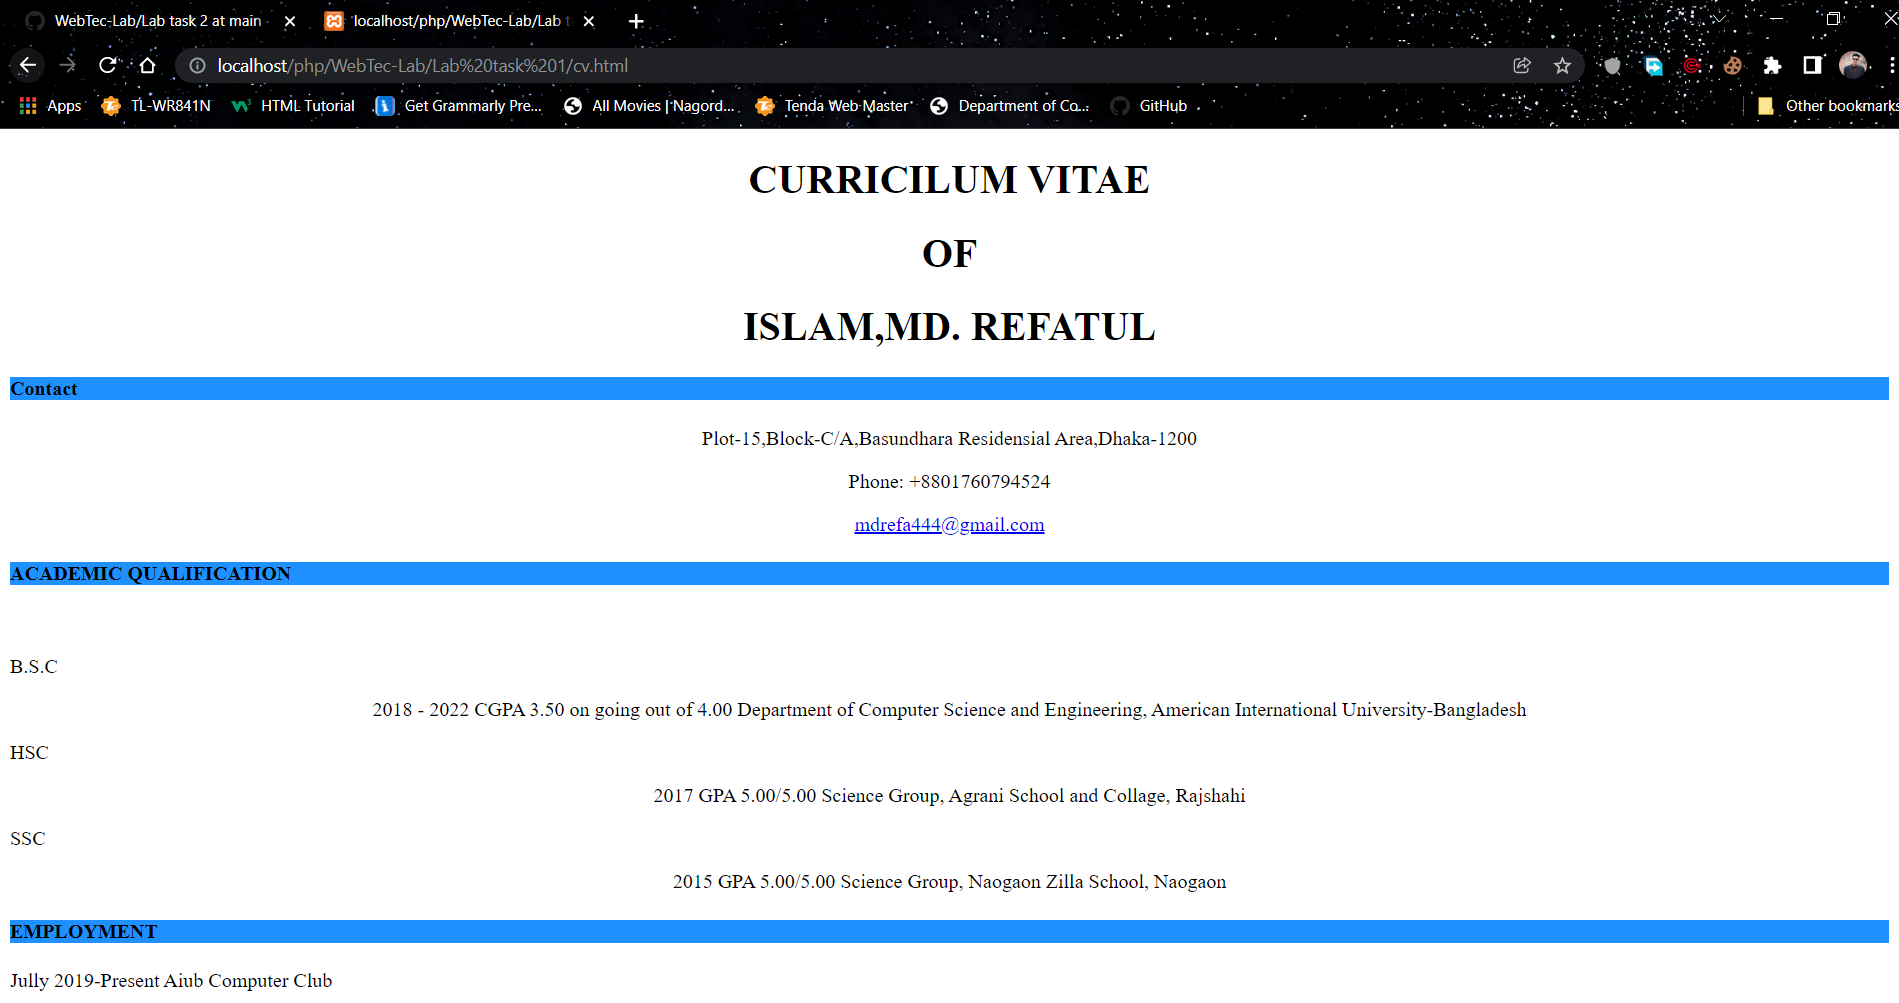 WebTec-Lab/Lab task 2 at main
localhost/php/WebTec-Lab/Lab t
localhost/php/WebTec-Lab/Lab%20task%201/cv.html
Apps TL-WR841N HTML Tutorial Get Grammarly Pre... All Movies | Nagord... Tenda Web Master Department of Co... GitHub Other bookmarks
CURRICILUM VITAE
OF
ISLAM,MD. REFATUL
Contact
Plot-15,Block-C/A,Basundhara Residensial Area,Dhaka-1200
Phone: +8801760794524
mdrefa444@gmail.com
ACADEMIC QUALIFICATION
B.S.C
2018 - 2022 CGPA 3.50 on going out of 4.00 Department of Computer Science and Engineering, American International University-Bangladesh
HSC
2017 GPA 5.00/5.00 Science Group, Agrani School and Collage, Rajshahi
SSC
2015 GPA 5.00/5.00 Science Group, Naogaon Zilla School, Naogaon
EMPLOYMENT
Jully 2019-Present Aiub Computer Club